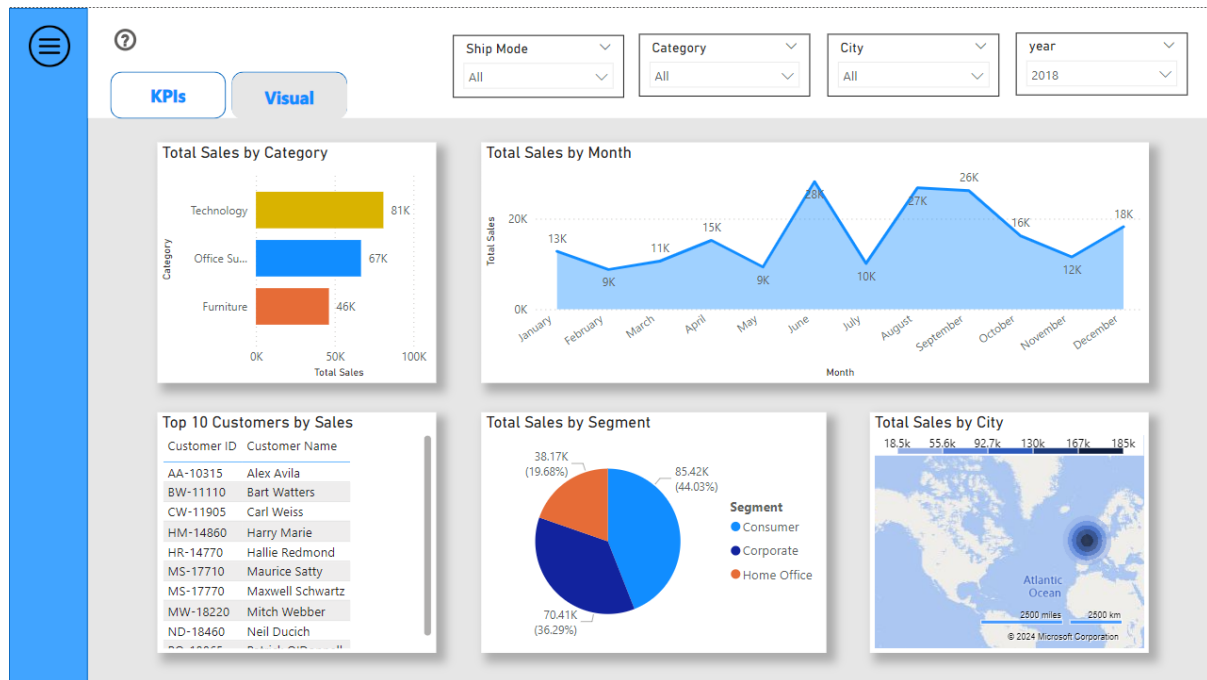 Ship Mode
All
Category
All
City
All
year
2018
KPIs
Visual
Total Sales by Category
Category
Technology
81K
Office Su...
67K
Furniture
46K
0K 50K 100K
Total Sales
Total Sales by Month
Total Sales
20K
0K
13K
9K
11K
15K
9K
28K
10K
27K
26K
16K
12K
18K
January February March April May June July August September October November December
Month
Top 10 Customers by Sales
Customer ID Customer Name
AA-10315 Alex Avila
BW-11110 Bart Watters
CW-11905 Carl Weiss
HM-14860 Harry Marie
HR-14770 Hallie Redmond
MS-17710 Maurice Satty
MS-17770 Maxwell Schwartz
MW-18220 Mitch Webber
ND-18460 Neil Ducich
Total Sales by Segment
38.17K
(19.68%)
85.42K
(44.03%)
70.41K
(36.29%)
Segment
Consumer
Corporate
Home Office
Total Sales by City
18.5k 55.6k 92.7k 130k 167k 185k
Atlantic
Ocean
2500 miles 2500 km
© 2024 Microsoft Corporation